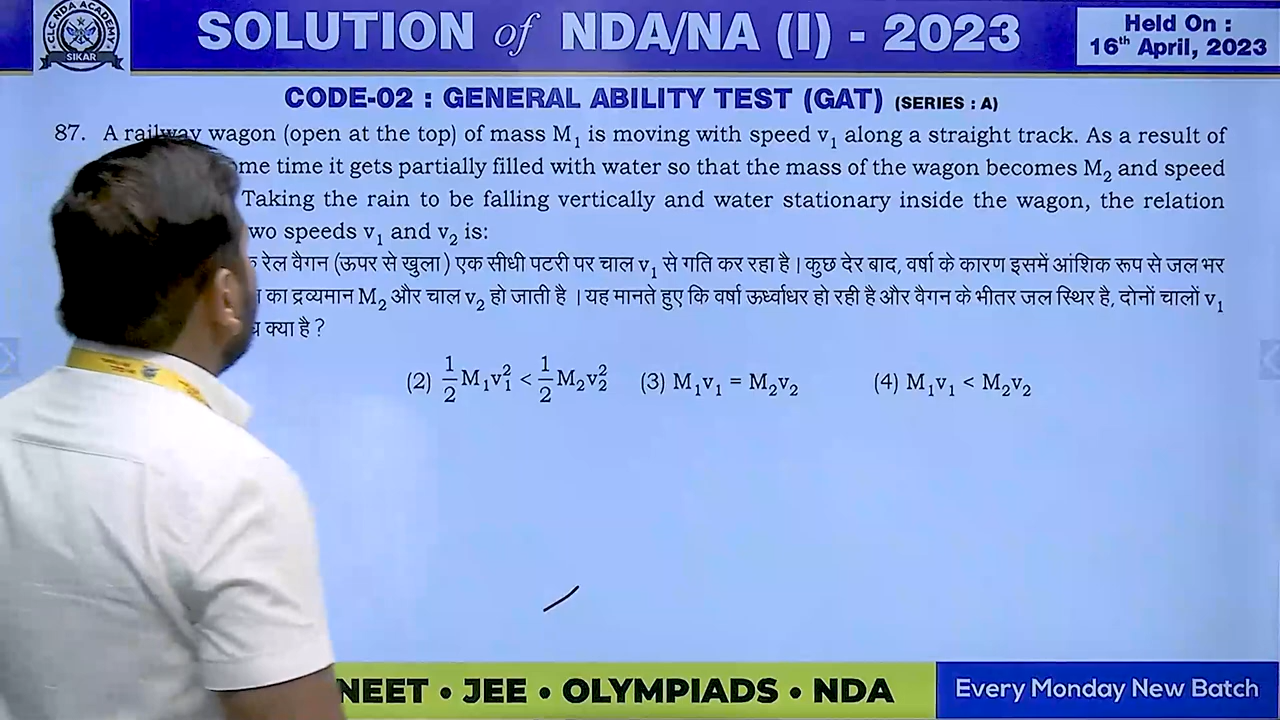 CLC NDA ACADEMY
SIKAR
SOLUTION of NDA/NA (I) - 2023
Held On :
16th April, 2023
CODE-02 : GENERAL ABILITY TEST (GAT) (SERIES : A)
87. A railway wagon (open at the top) of mass M₁ is moving with speed v₁ along a straight track. As a result of
time it gets partially filled with water so that the mass of the wagon becomes M₂ and speed
Taking the rain to be falling vertically and water stationary inside the wagon, the relation
speeds v₁ and v₂ is:
रेल वैगन (ऊपर से खुला) एक सीधी पटरी पर चाल v₁ से गति कर रहा है । कुछ देर बाद, वर्षा के कारण इसमें आंशिक रूप से जल भर
का द्रव्यमान M₂ और चाल v₂ हो जाती है । यह मानते हुए कि वर्षा ऊर्ध्वाधर हो रही है और वैगन के भीतर जल स्थिर है, दोनों चालों v₁
क्या है ?
(2) 1/2 M₁v₁² < 1/2 M₂v₂² (3) M₁v₁ = M₂v₂ (4) M₁v₁ < M₂v₂
NEET • JEE • OLYMPIADS • NDA
Every Monday New Batch